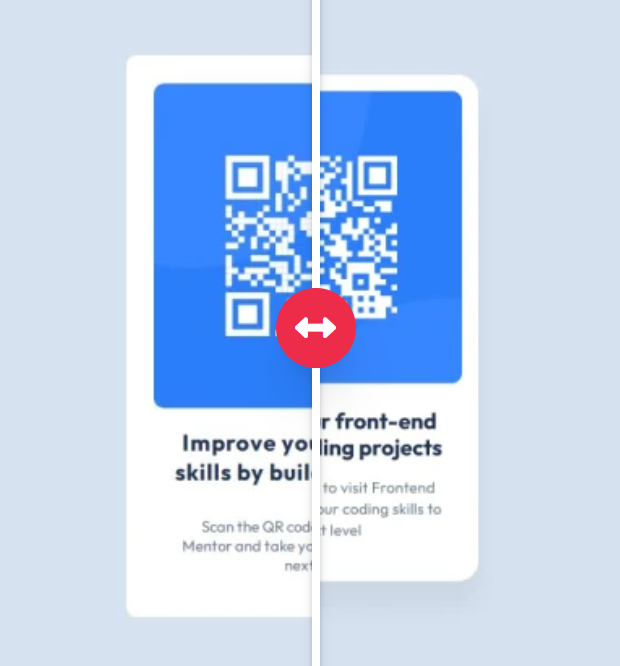 Improve you
skills by buil
Scan the QR cod
Mentor and take yo
next
r front-end
ling projects
to visit Frontend
our coding skills to
t level